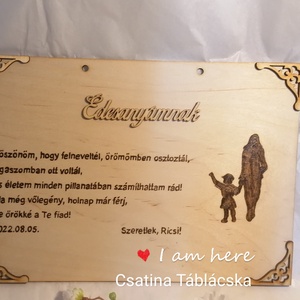 Édesanyámnak
öszönöm, hogy felneveltél, örömömben osztoztál,
gaszomban ott voltál,
s életem minden pillanatában számíthattam rád!
a még vőlegény, holnap már férj,
e örökké a Te fiad!
022.08.05. Szeretlek, Ricsi!
I am here
Csatina Táblácska